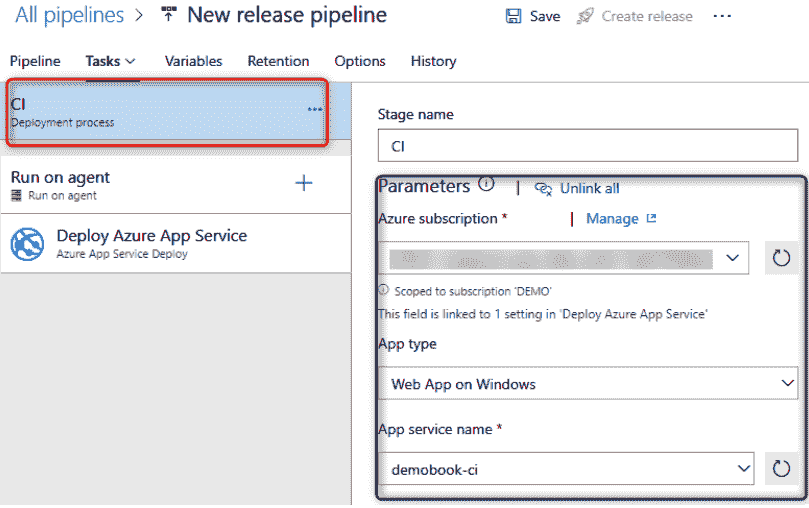 All pipelines > New release pipeline
Save
Create release
...
Pipeline
Tasks
Variables
Retention
Options
History
CI
...
Deployment process
Run on agent
Run on agent
Deploy Azure App Service
Azure App Service Deploy
Stage name
CI
Parameters
| Unlink all
Azure subscription * | Manage
Scoped to subscription 'DEMO'
This field is linked to 1 setting in 'Deploy Azure App Service'
App type
Web App on Windows
App service name *
demobook-ci